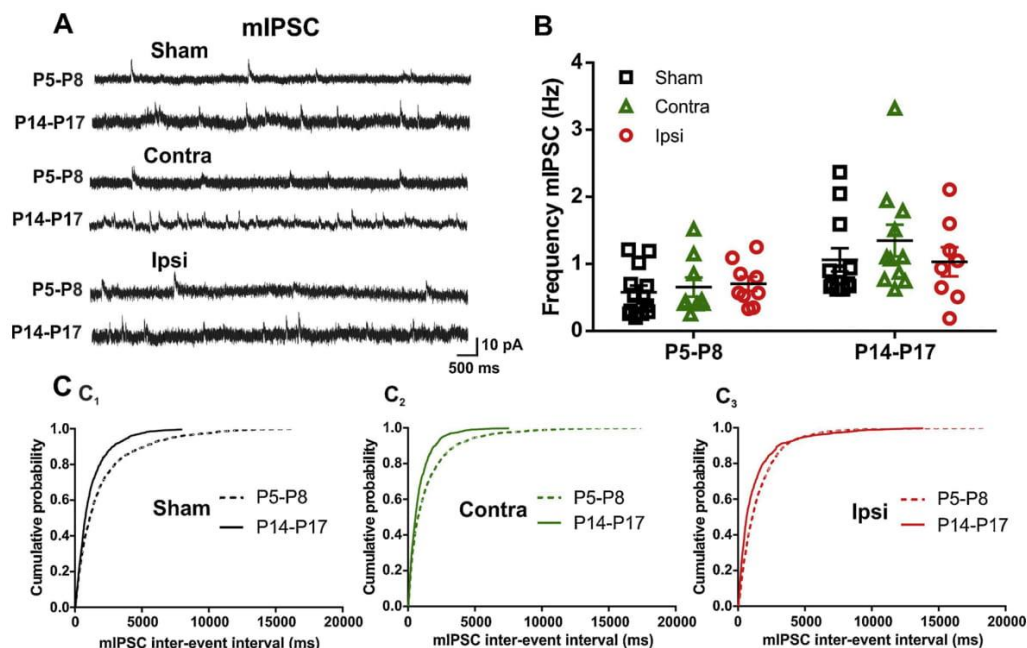 A
mIPSC
Sham
P5-P8
P14-P17
Contra
P5-P8
P14-P17
Ipsi
P5-P8
P14-P17
10 pA
500 ms
B
Frequency mIPSC (Hz)
4
3
2
1
0
Sham
Contra
Ipsi
P5-P8
P14-P17
C
C1
Cumulative probability
1.0
0.8
0.6
0.4
0.2
0.0
Sham
P5-P8
P14-P17
0 5000 10000 15000 20000
mIPSC inter-event interval (ms)
C2
Cumulative probability
1.0
0.8
0.6
0.4
0.2
0.0
Contra
P5-P8
P14-P17
0 5000 10000 15000 20000
mIPSC inter-event interval (ms)
C3
Cumulative probability
1.0
0.8
0.6
0.4
0.2
0.0
Ipsi
P5-P8
P14-P17
0 5000 10000 15000 20000
mIPSC inter-event interval (ms)